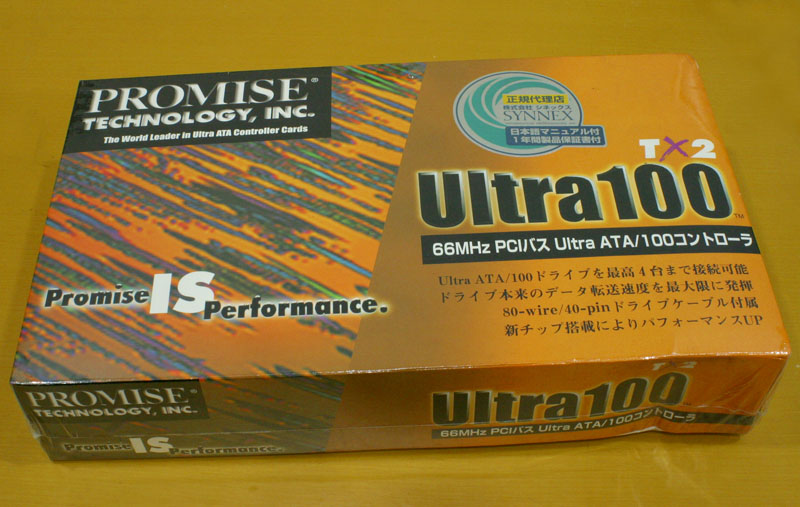 PROMISE®
TECHNOLOGY, INC.
The World Leader in Ultra ATA Controller Cards
正規代理店
株式会社 シネックス
SYNNEX
日本語マニュアル付
1年間製品保証書付
TX2
Ultra100™
66MHz PCIバス Ultra ATA/100コントローラ
Ultra ATA/100ドライブを最高4台まで接続可能
ドライブ本来のデータ転送速度を最大限に発揮
80-wire/40-pinドライブケーブル付属
新チップ搭載によりパフォーマンスUP
Promise IS Performance.
PROMISE®
TECHNOLOGY, INC.
Promise IS Performance.
TX2
Ultra100
66MHz PCIバス Ultra ATA/100コントローラ